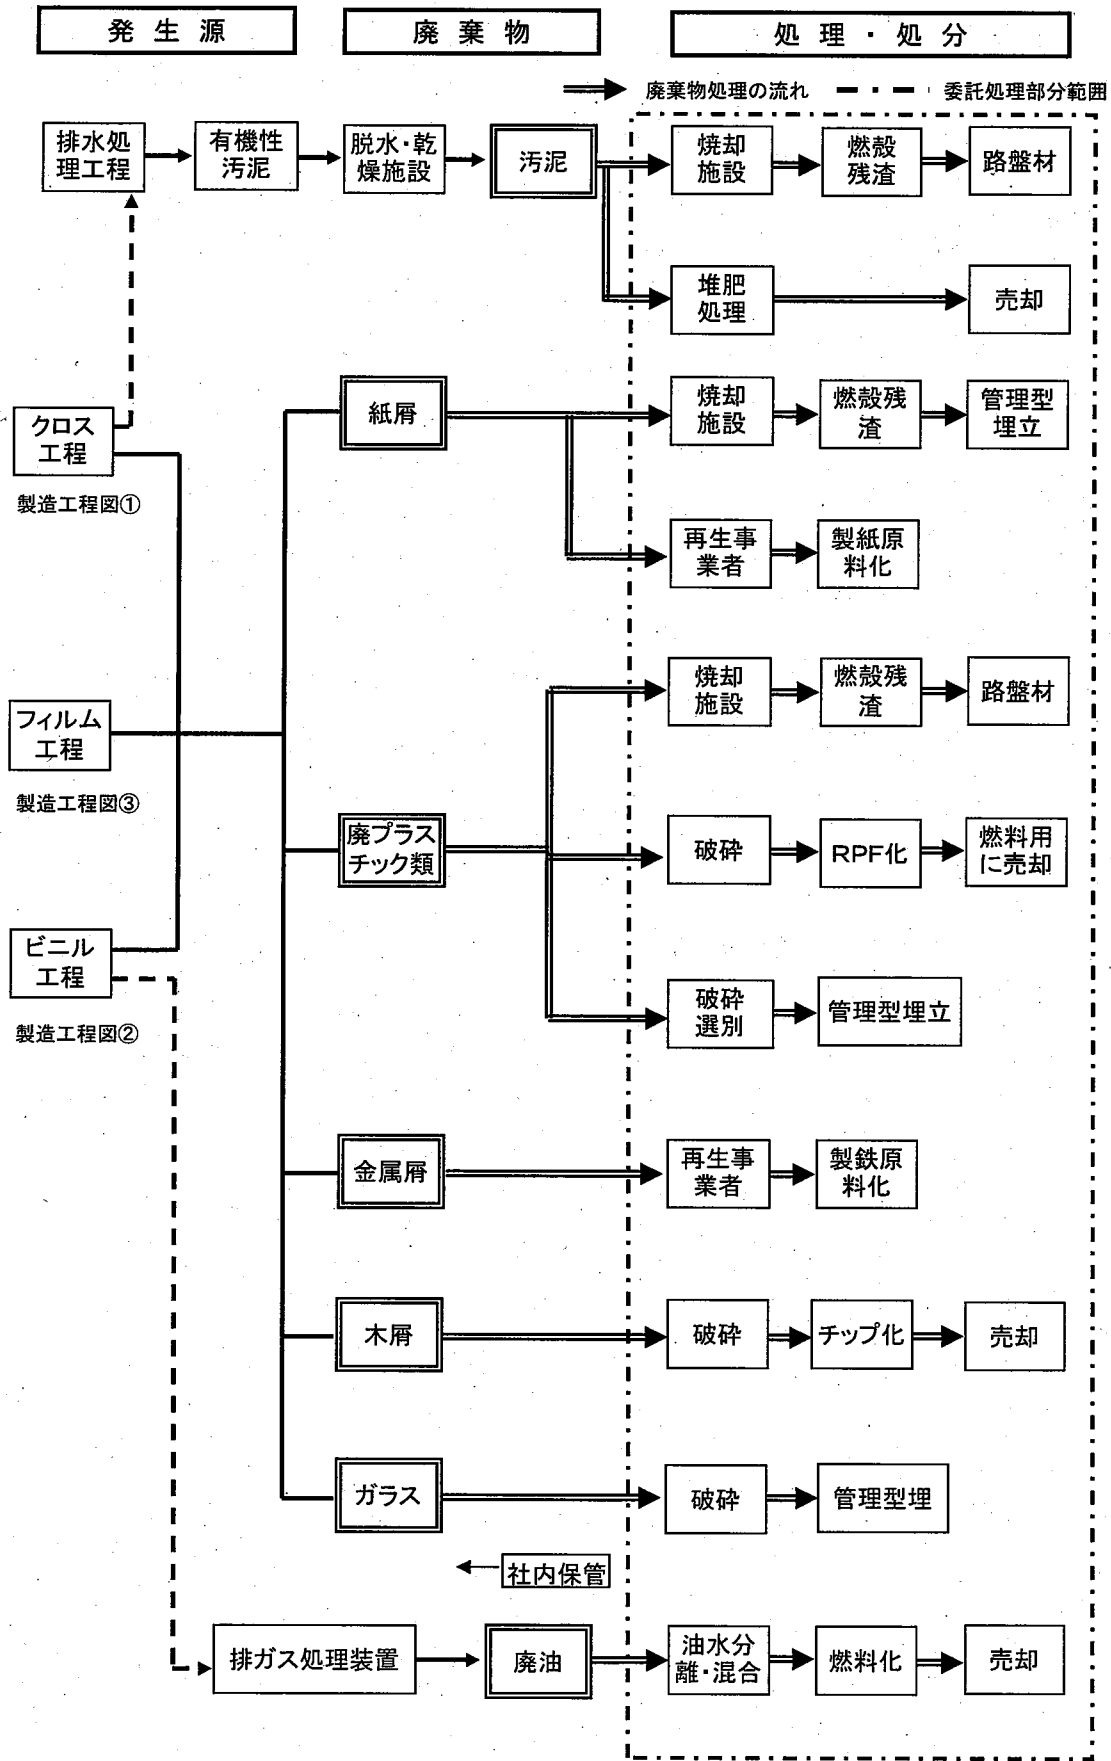 発生源
廃棄物
処理・処分
廃棄物処理の流れ
委託処理部分範囲
排水処
理工程
有機性
汚泥
脱水・乾
燥施設
汚泥
焼却
施設
燃殻
残渣
路盤材
堆肥
処理
売却
クロス
工程
製造工程図①
紙屑
焼却
施設
燃殻残
渣
管理型
埋立
再生事
業者
製紙原
料化
フィルム
工程
製造工程図③
焼却
施設
燃殻残
渣
路盤材
廃プラス
チック類
破砕
RPF化
燃料用
に売却
ビニル
工程
製造工程図②
破砕
選別
管理型埋立
金属屑
再生事
業者
製鉄原
料化
木屑
破砕
チップ化
売却
ガラス
破砕
管理型埋
社内保管
排ガス処理装置
廃油
油水分
離・混合
燃料化
売却